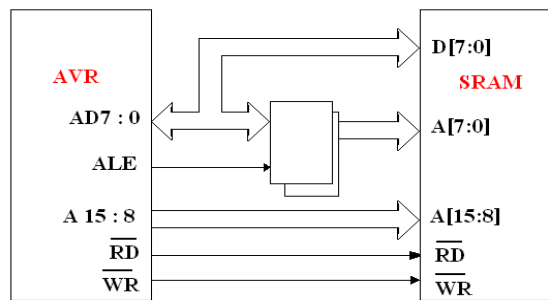 AVR
AD7 : 0
ALE
A 15 : 8
RD
WR
D[7:0]
SRAM
A[7:0]
A[15:8]
RD
WR